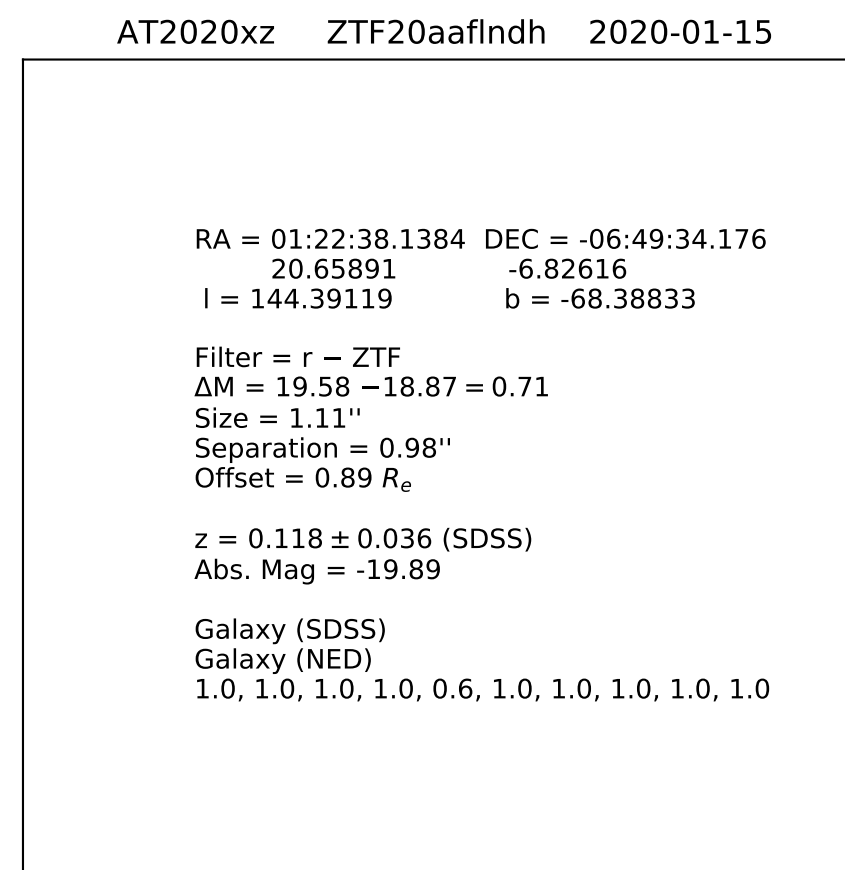 AT2020xz ZTF20aaflndh 2020-01-15
RA = 01:22:38.1384 DEC = -06:49:34.176
20.65891 -6.82616
l = 144.39119 b = -68.38833
Filter = r − ZTF
ΔM = 19.58 −18.87 = 0.71
Size = 1.11''
Separation = 0.98''
Offset = 0.89 Rₑ
z = 0.118 ± 0.036 (SDSS)
Abs. Mag = -19.89
Galaxy (SDSS)
Galaxy (NED)
1.0, 1.0, 1.0, 1.0, 0.6, 1.0, 1.0, 1.0, 1.0, 1.0